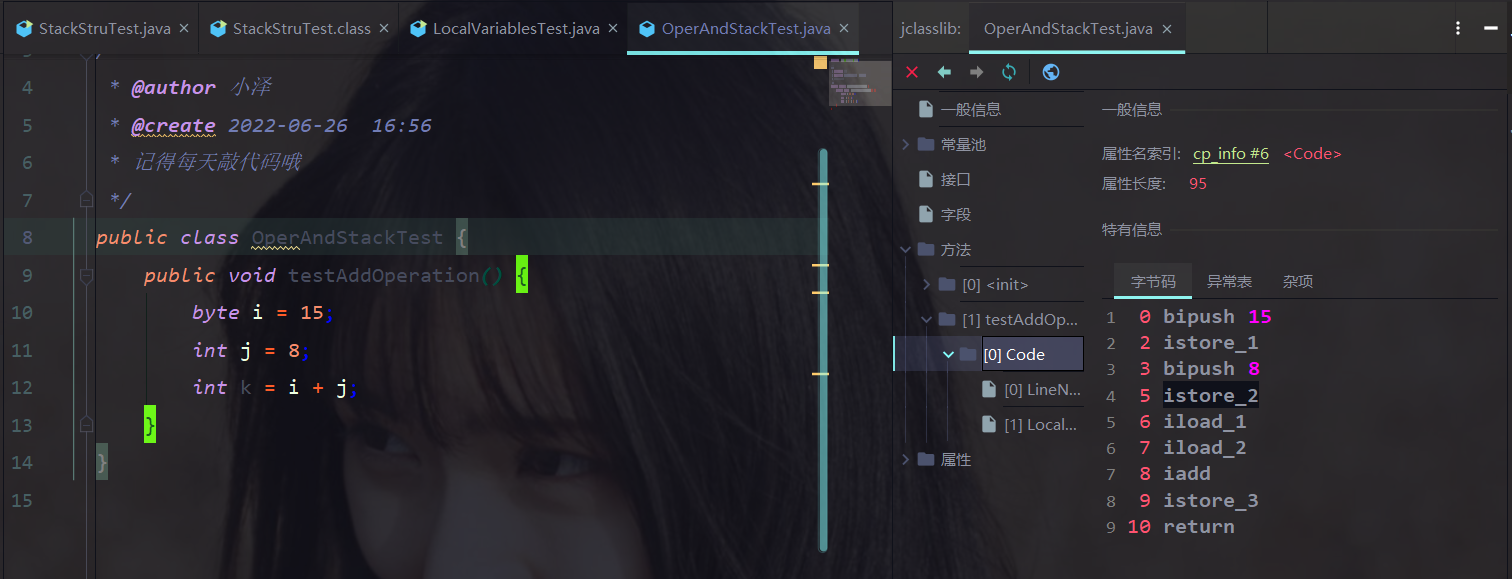 StackStruTest.java × StackStruTest.class × LocalVariablesTest.java × OperAndStackTest.java ×
4 * @author 小泽
5 * @create 2022-06-26 16:56
6 * 记得每天敲代码哦
7 */
8 public class OperAndStackTest {
9 public void testAddOperation() {
10 byte i = 15;
11 int j = 8;
12 int k = i + j;
13 }
14 }
15
jclasslib: OperAndStackTest.java ×
一般信息
常量池
接口
字段
方法
[0] <init>
[1] testAddOp...
[0] Code
[0] LineN...
[1] Local...
属性
一般信息
属性名索引: cp_info #6 <Code>
属性长度: 95
特有信息
字节码 异常表 杂项
1 0 bipush 15
2 2 istore_1
3 3 bipush 8
4 5 istore_2
5 6 iload_1
6 7 iload_2
7 8 iadd
8 9 istore_3
9 10 return